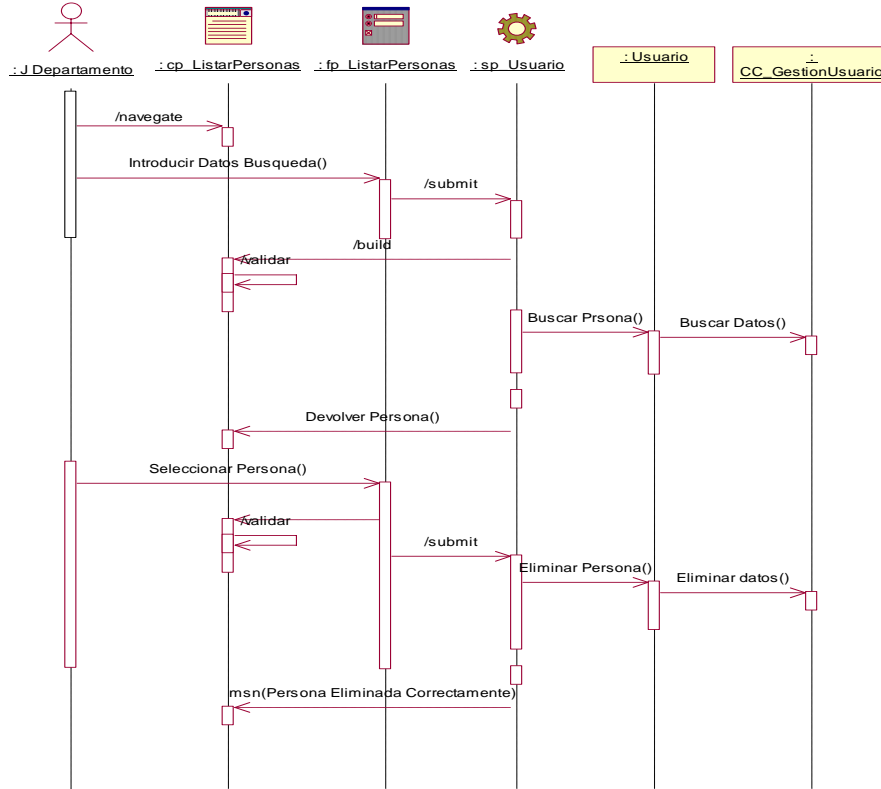 : J Departamento
: cp_ListarPersonas
: fp_ListarPersonas
: sp_Usuario
: Usuario
:
CC_GestionUsuario
/navegate
Introducir Datos Busqueda()
/submit
/build
/validar
Buscar Prsona()
Buscar Datos()
Devolver Persona()
Seleccionar Persona()
/validar
/submit
Eliminar Persona()
Eliminar datos()
msn(Persona Eliminada Correctamente)